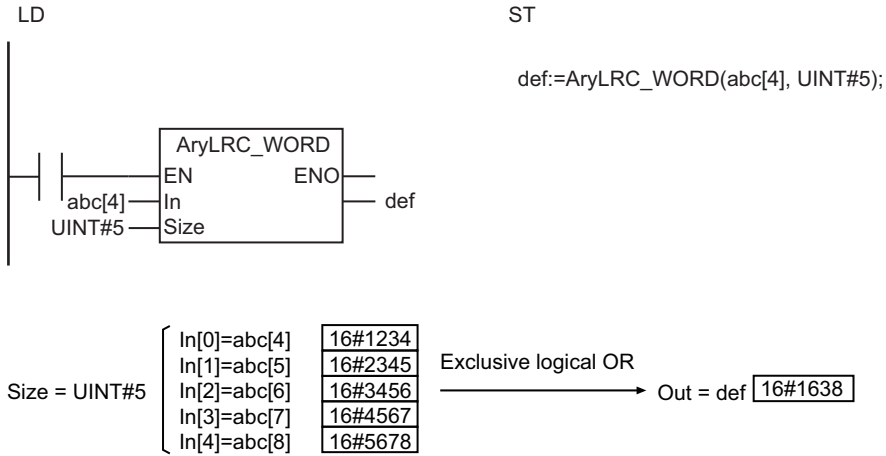 LD
ST
def:=AryLRC_WORD(abc[4], UINT#5);
AryLRC_WORD
EN ENO
abc[4] In def
UINT#5 Size
In[0]=abc[4] 16#1234
In[1]=abc[5] 16#2345
In[2]=abc[6] 16#3456
In[3]=abc[7] 16#4567
In[4]=abc[8] 16#5678
Size = UINT#5
Exclusive logical OR
Out = def 16#1638